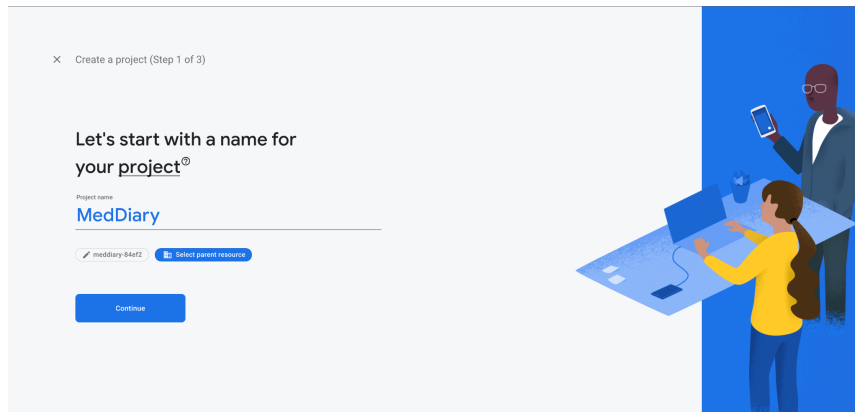 Create a project (Step 1 of 3)
Let's start with a name for
your project
Project name
MedDiary
meddiary-84ef2 Select parent resource
Continue